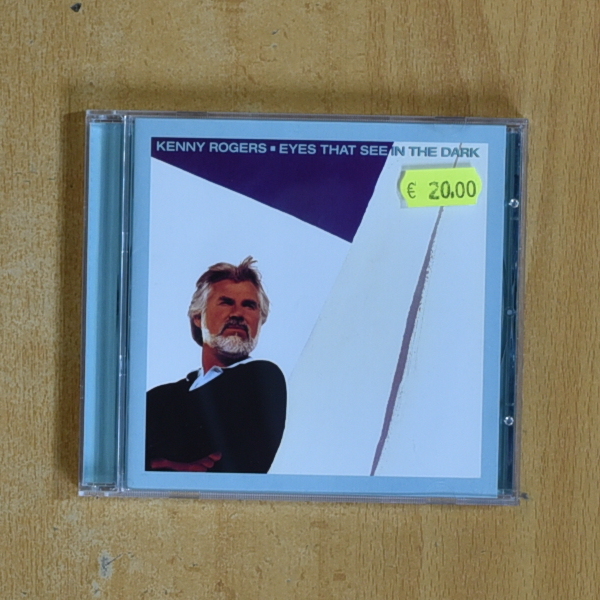 KENNY ROGERS ▪ EYES THAT SEE IN THE DARK
€ 20.00